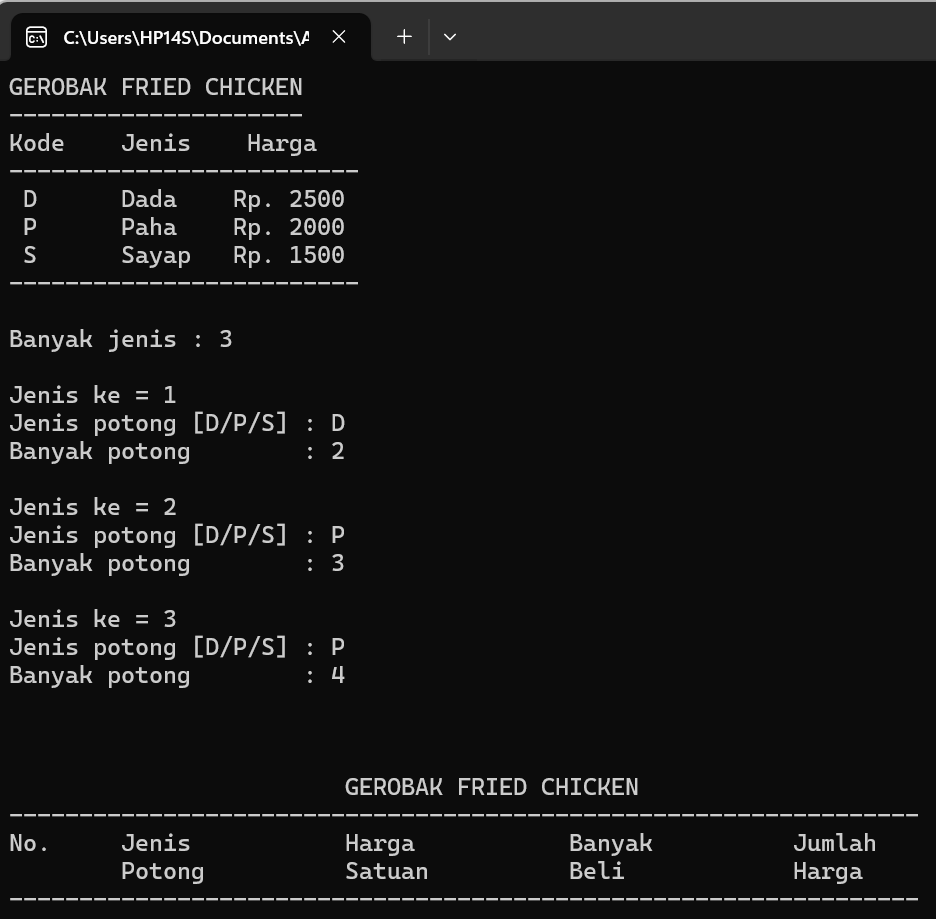 C:\Users\HP14S\Documents\A
GEROBAK FRIED CHICKEN
---------------------
Kode    Jenis    Harga
-------------------------
 D      Dada    Rp. 2500
 P      Paha    Rp. 2000
 S      Sayap   Rp. 1500
-------------------------
Banyak jenis : 3
Jenis ke = 1
Jenis potong [D/P/S] : D
Banyak potong        : 2
Jenis ke = 2
Jenis potong [D/P/S] : P
Banyak potong        : 3
Jenis ke = 3
Jenis potong [D/P/S] : P
Banyak potong        : 4
GEROBAK FRIED CHICKEN
-----------------------------------------------------------------
No.     Jenis           Harga           Banyak          Jumlah
        Potong          Satuan          Beli            Harga
-----------------------------------------------------------------